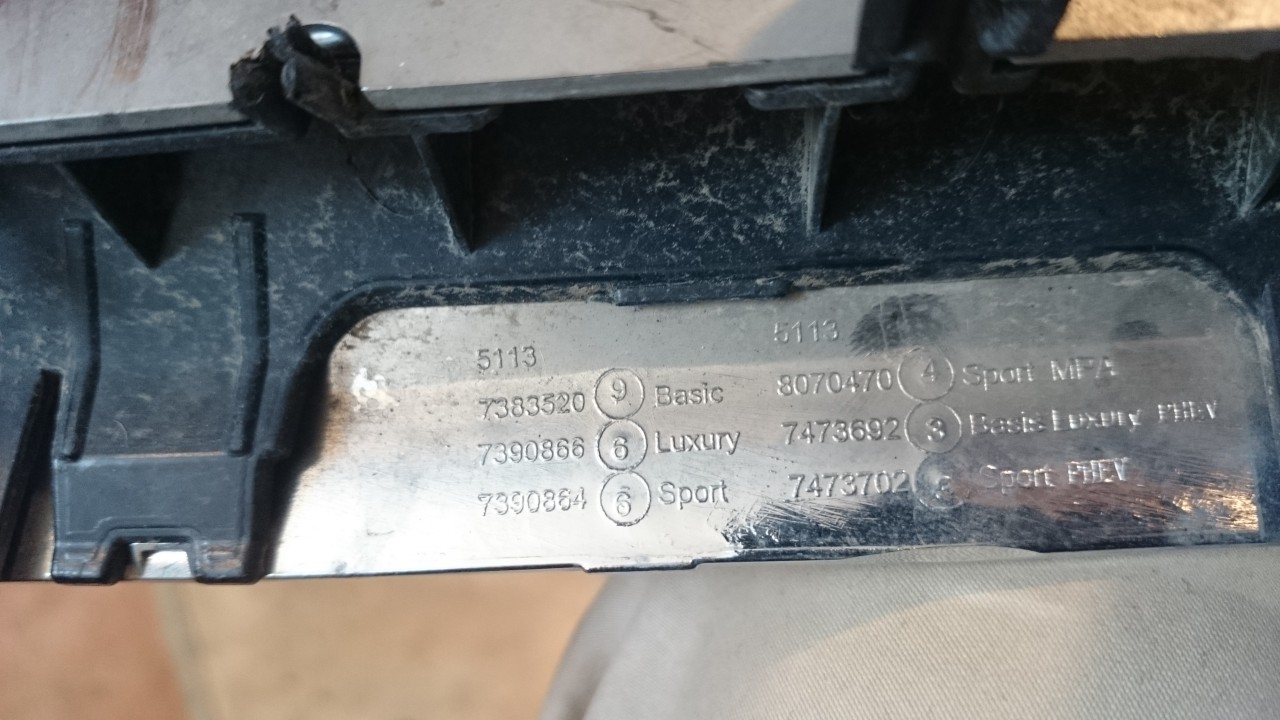 5113
7383520 9 Basic
7390866 6 Luxury
7390864 6 Sport
5113
8070470 4 Sport MPA
7473692 3 Basis Luxury PHEV
7473702 Sport PHEV